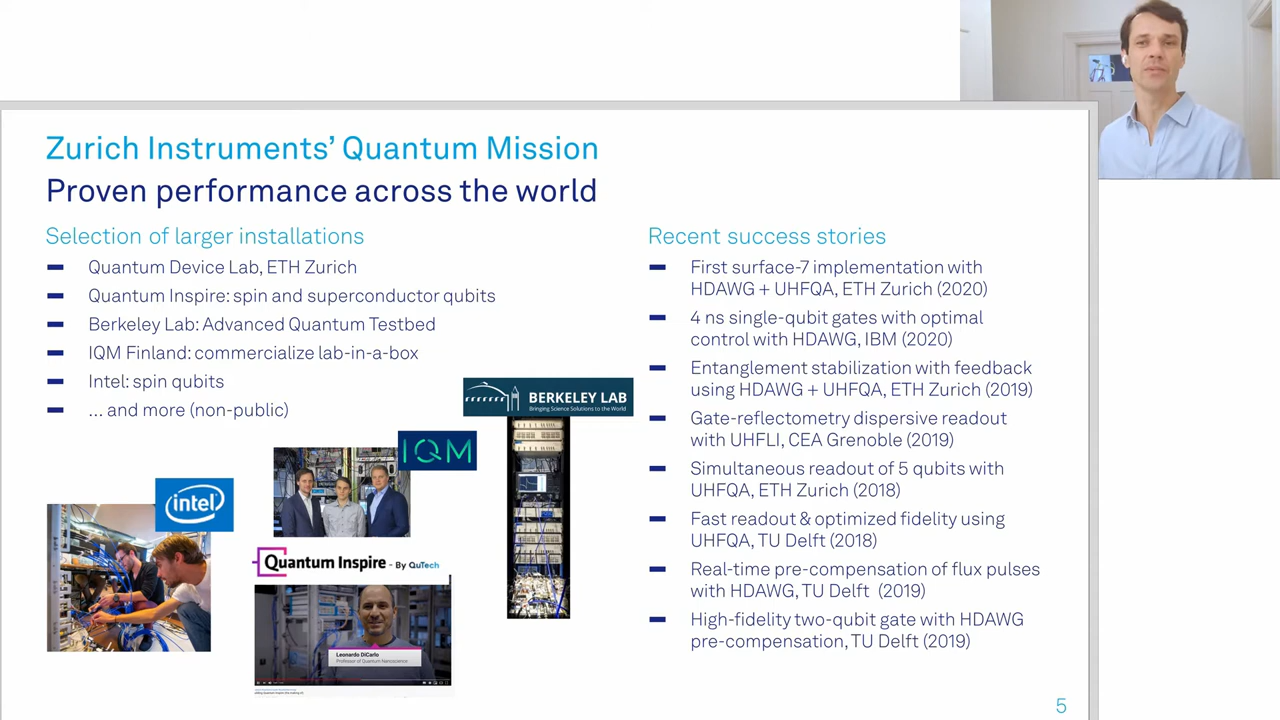 Zurich Instruments’ Quantum Mission
Proven performance across the world
Selection of larger installations
Quantum Device Lab, ETH Zurich
Quantum Inspire: spin and superconductor qubits
Berkeley Lab: Advanced Quantum Testbed
IQM Finland: commercialize lab-in-a-box
Intel: spin qubits
... and more (non-public)
BERKELEY LAB
Bringing Science Solutions to the World
IQM
intel
Quantum Inspire - By QuTech
Leonardo DiCarlo
Professor of Quantum Nanoscience
Recent success stories
First surface-7 implementation with
HDAWG + UHFQA, ETH Zurich (2020)
4 ns single-qubit gates with optimal
control with HDAWG, IBM (2020)
Entanglement stabilization with feedback
using HDAWG + UHFQA, ETH Zurich (2019)
Gate-reflectometry dispersive readout
with UHFLI, CEA Grenoble (2019)
Simultaneous readout of 5 qubits with
UHFQA, ETH Zurich (2018)
Fast readout & optimized fidelity using
UHFQA, TU Delft (2018)
Real-time pre-compensation of flux pulses
with HDAWG, TU Delft (2019)
High-fidelity two-qubit gate with HDAWG
pre-compensation, TU Delft (2019)
5